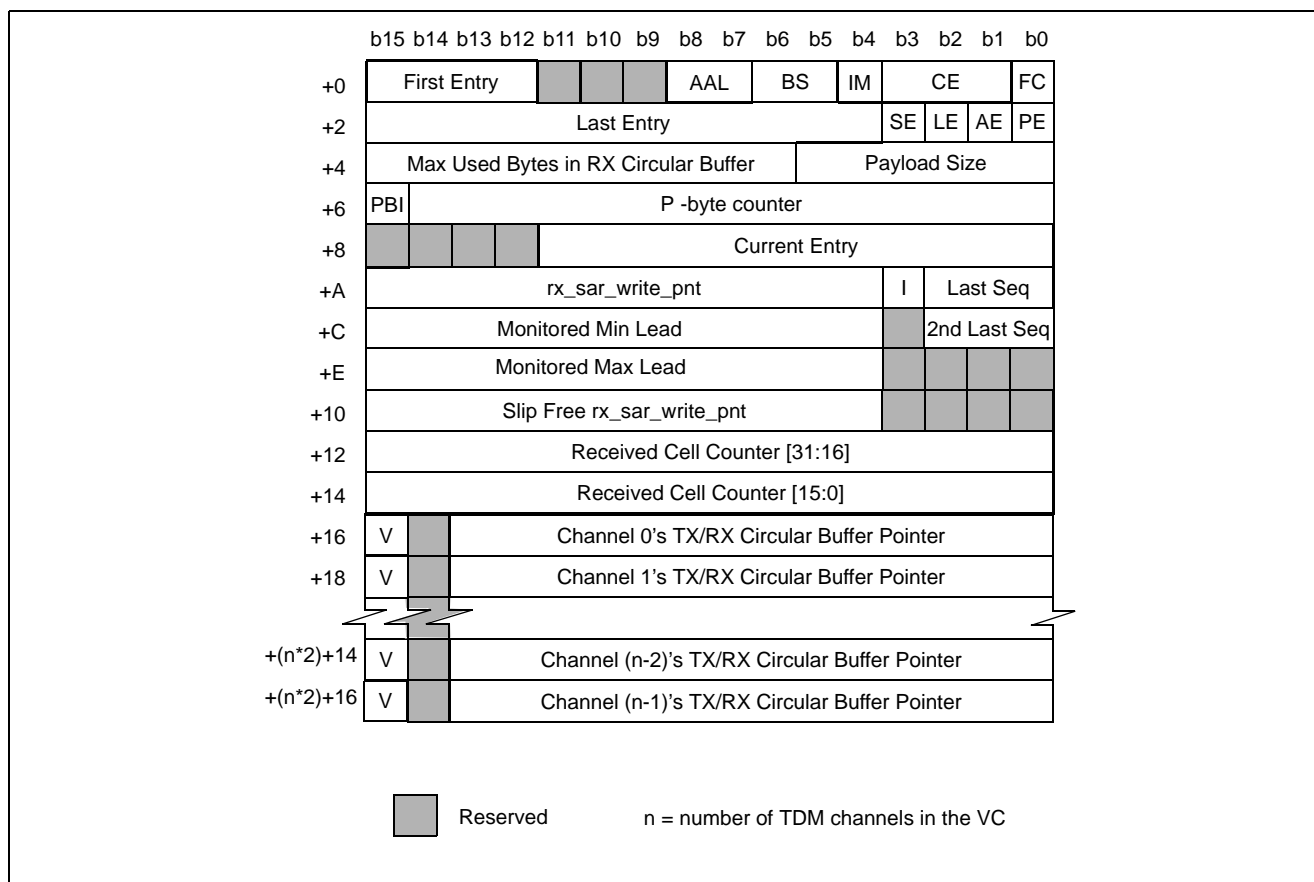 b15 b14 b13 b12 b11 b10 b9 b8 b7 b6 b5 b4 b3 b2 b1 b0
+0 First Entry AAL BS IM CE FC
+2 Last Entry SE LE AE PE
+4 Max Used Bytes in RX Circular Buffer Payload Size
+6 PBI P -byte counter
+8 Current Entry
+A rx_sar_write_pnt I Last Seq
+C Monitored Min Lead 2nd Last Seq
+E Monitored Max Lead
+10 Slip Free rx_sar_write_pnt
+12 Received Cell Counter [31:16]
+14 Received Cell Counter [15:0]
+16 V Channel 0's TX/RX Circular Buffer Pointer
+18 V Channel 1's TX/RX Circular Buffer Pointer
+(n*2)+14 V Channel (n-2)'s TX/RX Circular Buffer Pointer
+(n*2)+16 V Channel (n-1)'s TX/RX Circular Buffer Pointer
Reserved n = number of TDM channels in the VC